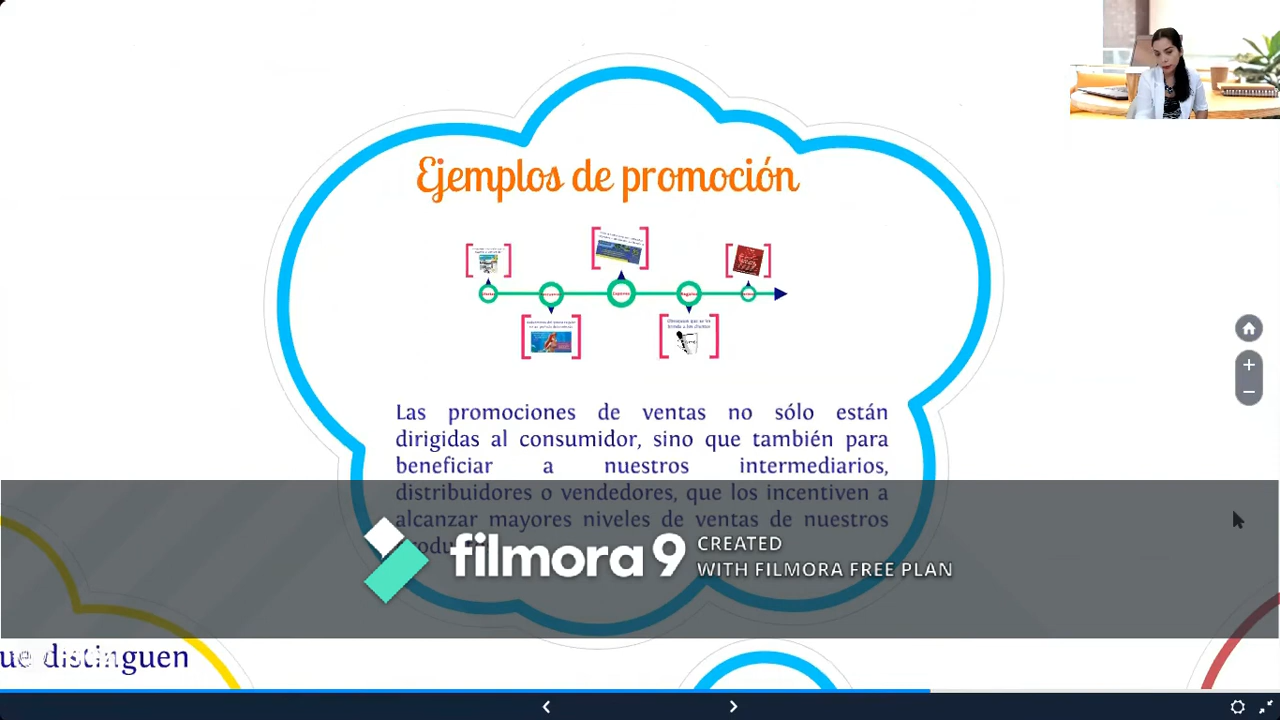 Ejemplos de promoción
Las promociones de ventas no sólo están
dirigidas al consumidor, sino que también para
beneficiar a nuestros intermediarios,
distribuidores o vendedores, que los incentiven a
alcanzar mayores niveles de ventas de nuestros
filmora 9 CREATED
WITH FILMORA FREE PLAN
ue distinguen